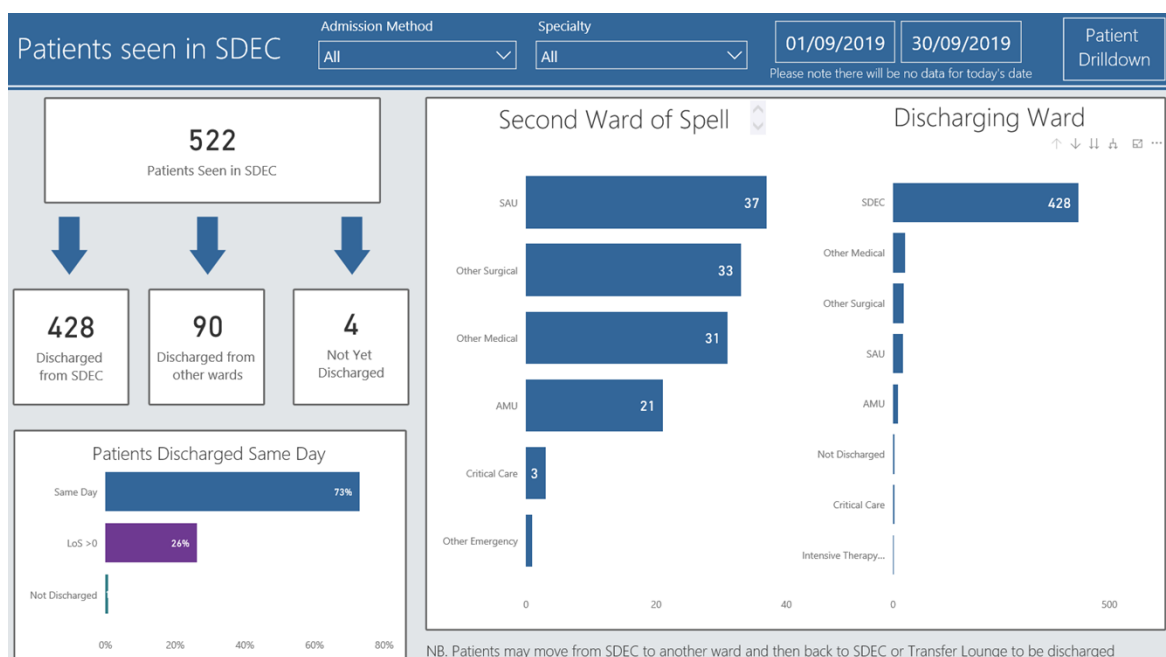 Patients seen in SDEC
Admission Method
All
Specialty
All
01/09/2019
30/09/2019
Please note there will be no data for today's date
Patient
Drilldown
522
Patients Seen in SDEC
428
Discharged
from SDEC
90
Discharged from
other wards
4
Not Yet
Discharged
Patients Discharged Same Day
Same Day
73%
LoS >0
26%
Not Discharged
0%
20%
40%
60%
80%
Second Ward of Spell
SAU
37
Other Surgical
33
Other Medical
31
AMU
21
Critical Care
3
Other Emergency
0
20
40
Discharging Ward
SDEC
428
Other Medical
Other Surgical
SAU
AMU
Not Discharged
Critical Care
Intensive Therapy...
0
500
NB. Patients may move from SDEC to another ward and then back to SDEC or Transfer Lounge to be discharged